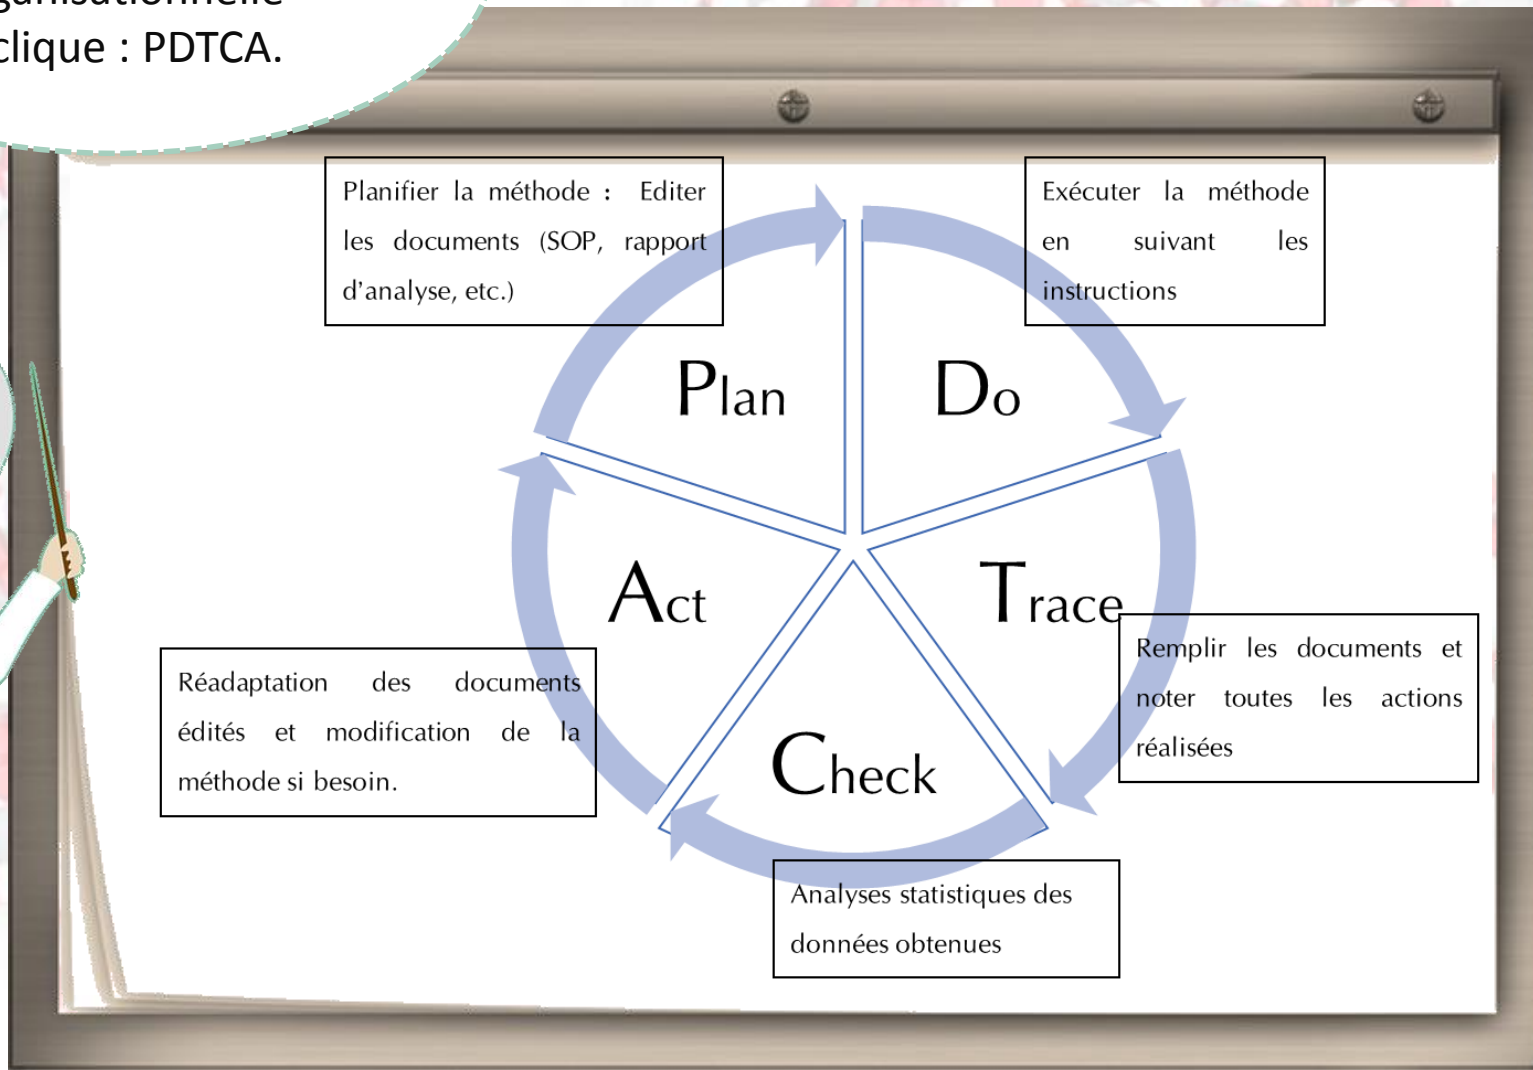 clique : PDTCA.
Planifier la méthode : Editer
les documents (SOP, rapport
d'analyse, etc.)
Exécuter la méthode
en suivant les
instructions
Plan
Do
Act
Trace
Remplir les documents et
noter toutes les actions
réalisées
Réadaptation des documents
édités et modification de la
méthode si besoin.
Check
Analyses statistiques des
données obtenues